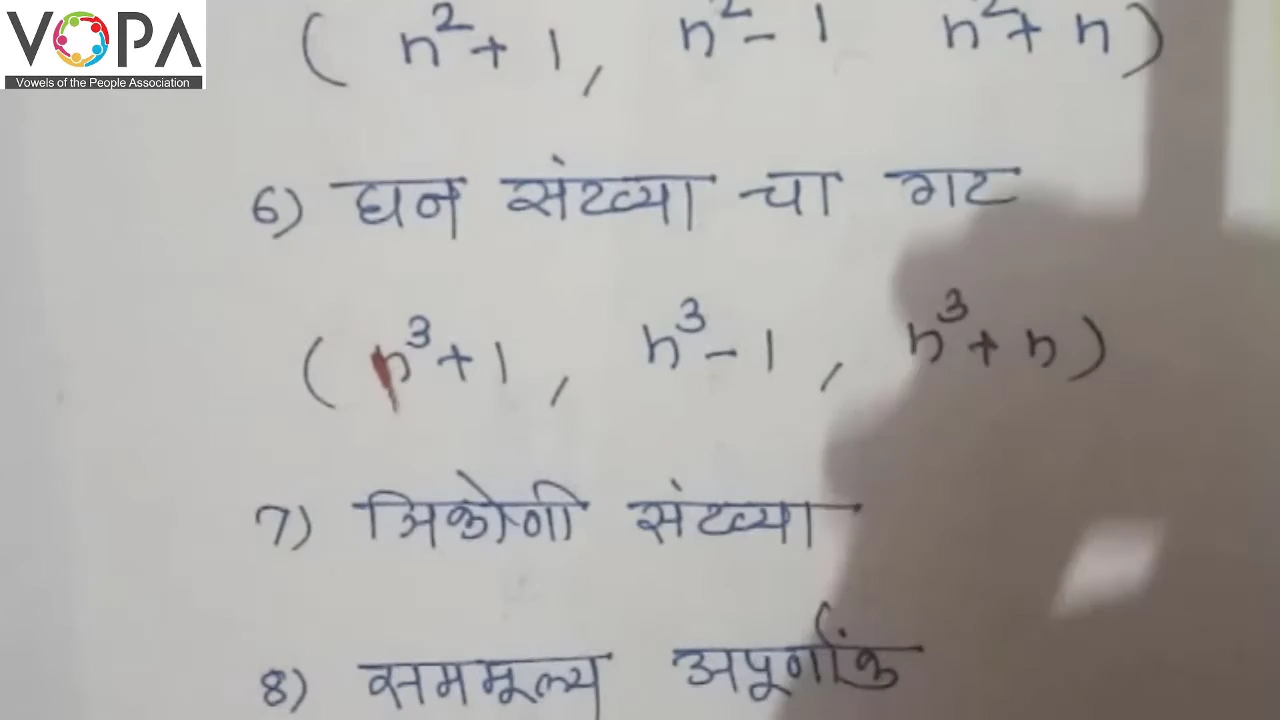 VOPA
Vowels of the People Association
( n²+ 1, n²- 1 n²+ n )
6) घन संख्या चा गट
( n³+1 , n³-1 , n³+ n )
7) त्रिकोणी संख्या
8) सममूल्य अपूर्णांक